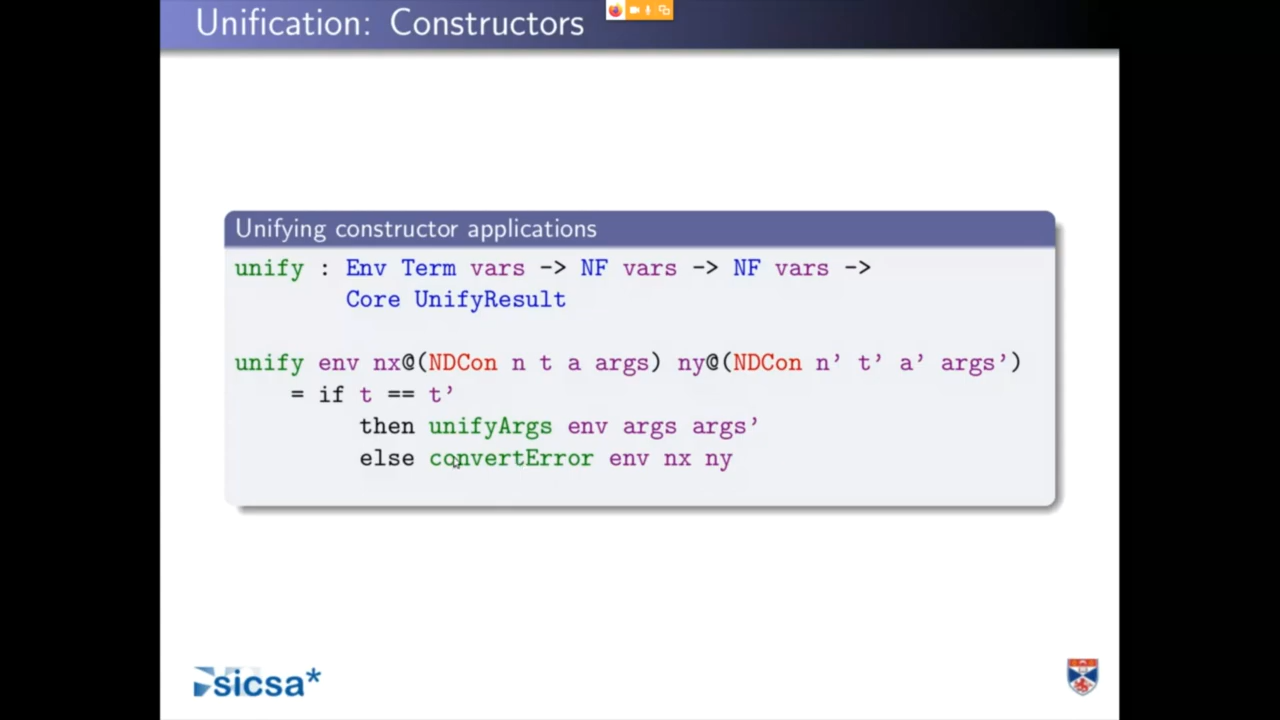 Unification: Constructors
Unifying constructor applications
unify : Env Term vars -> NF vars -> NF vars ->
Core UnifyResult
unify env nx@(NDCon n t a args) ny@(NDCon n' t' a' args')
= if t == t'
then unifyArgs env args args'
else convertError env nx ny
sicsa*